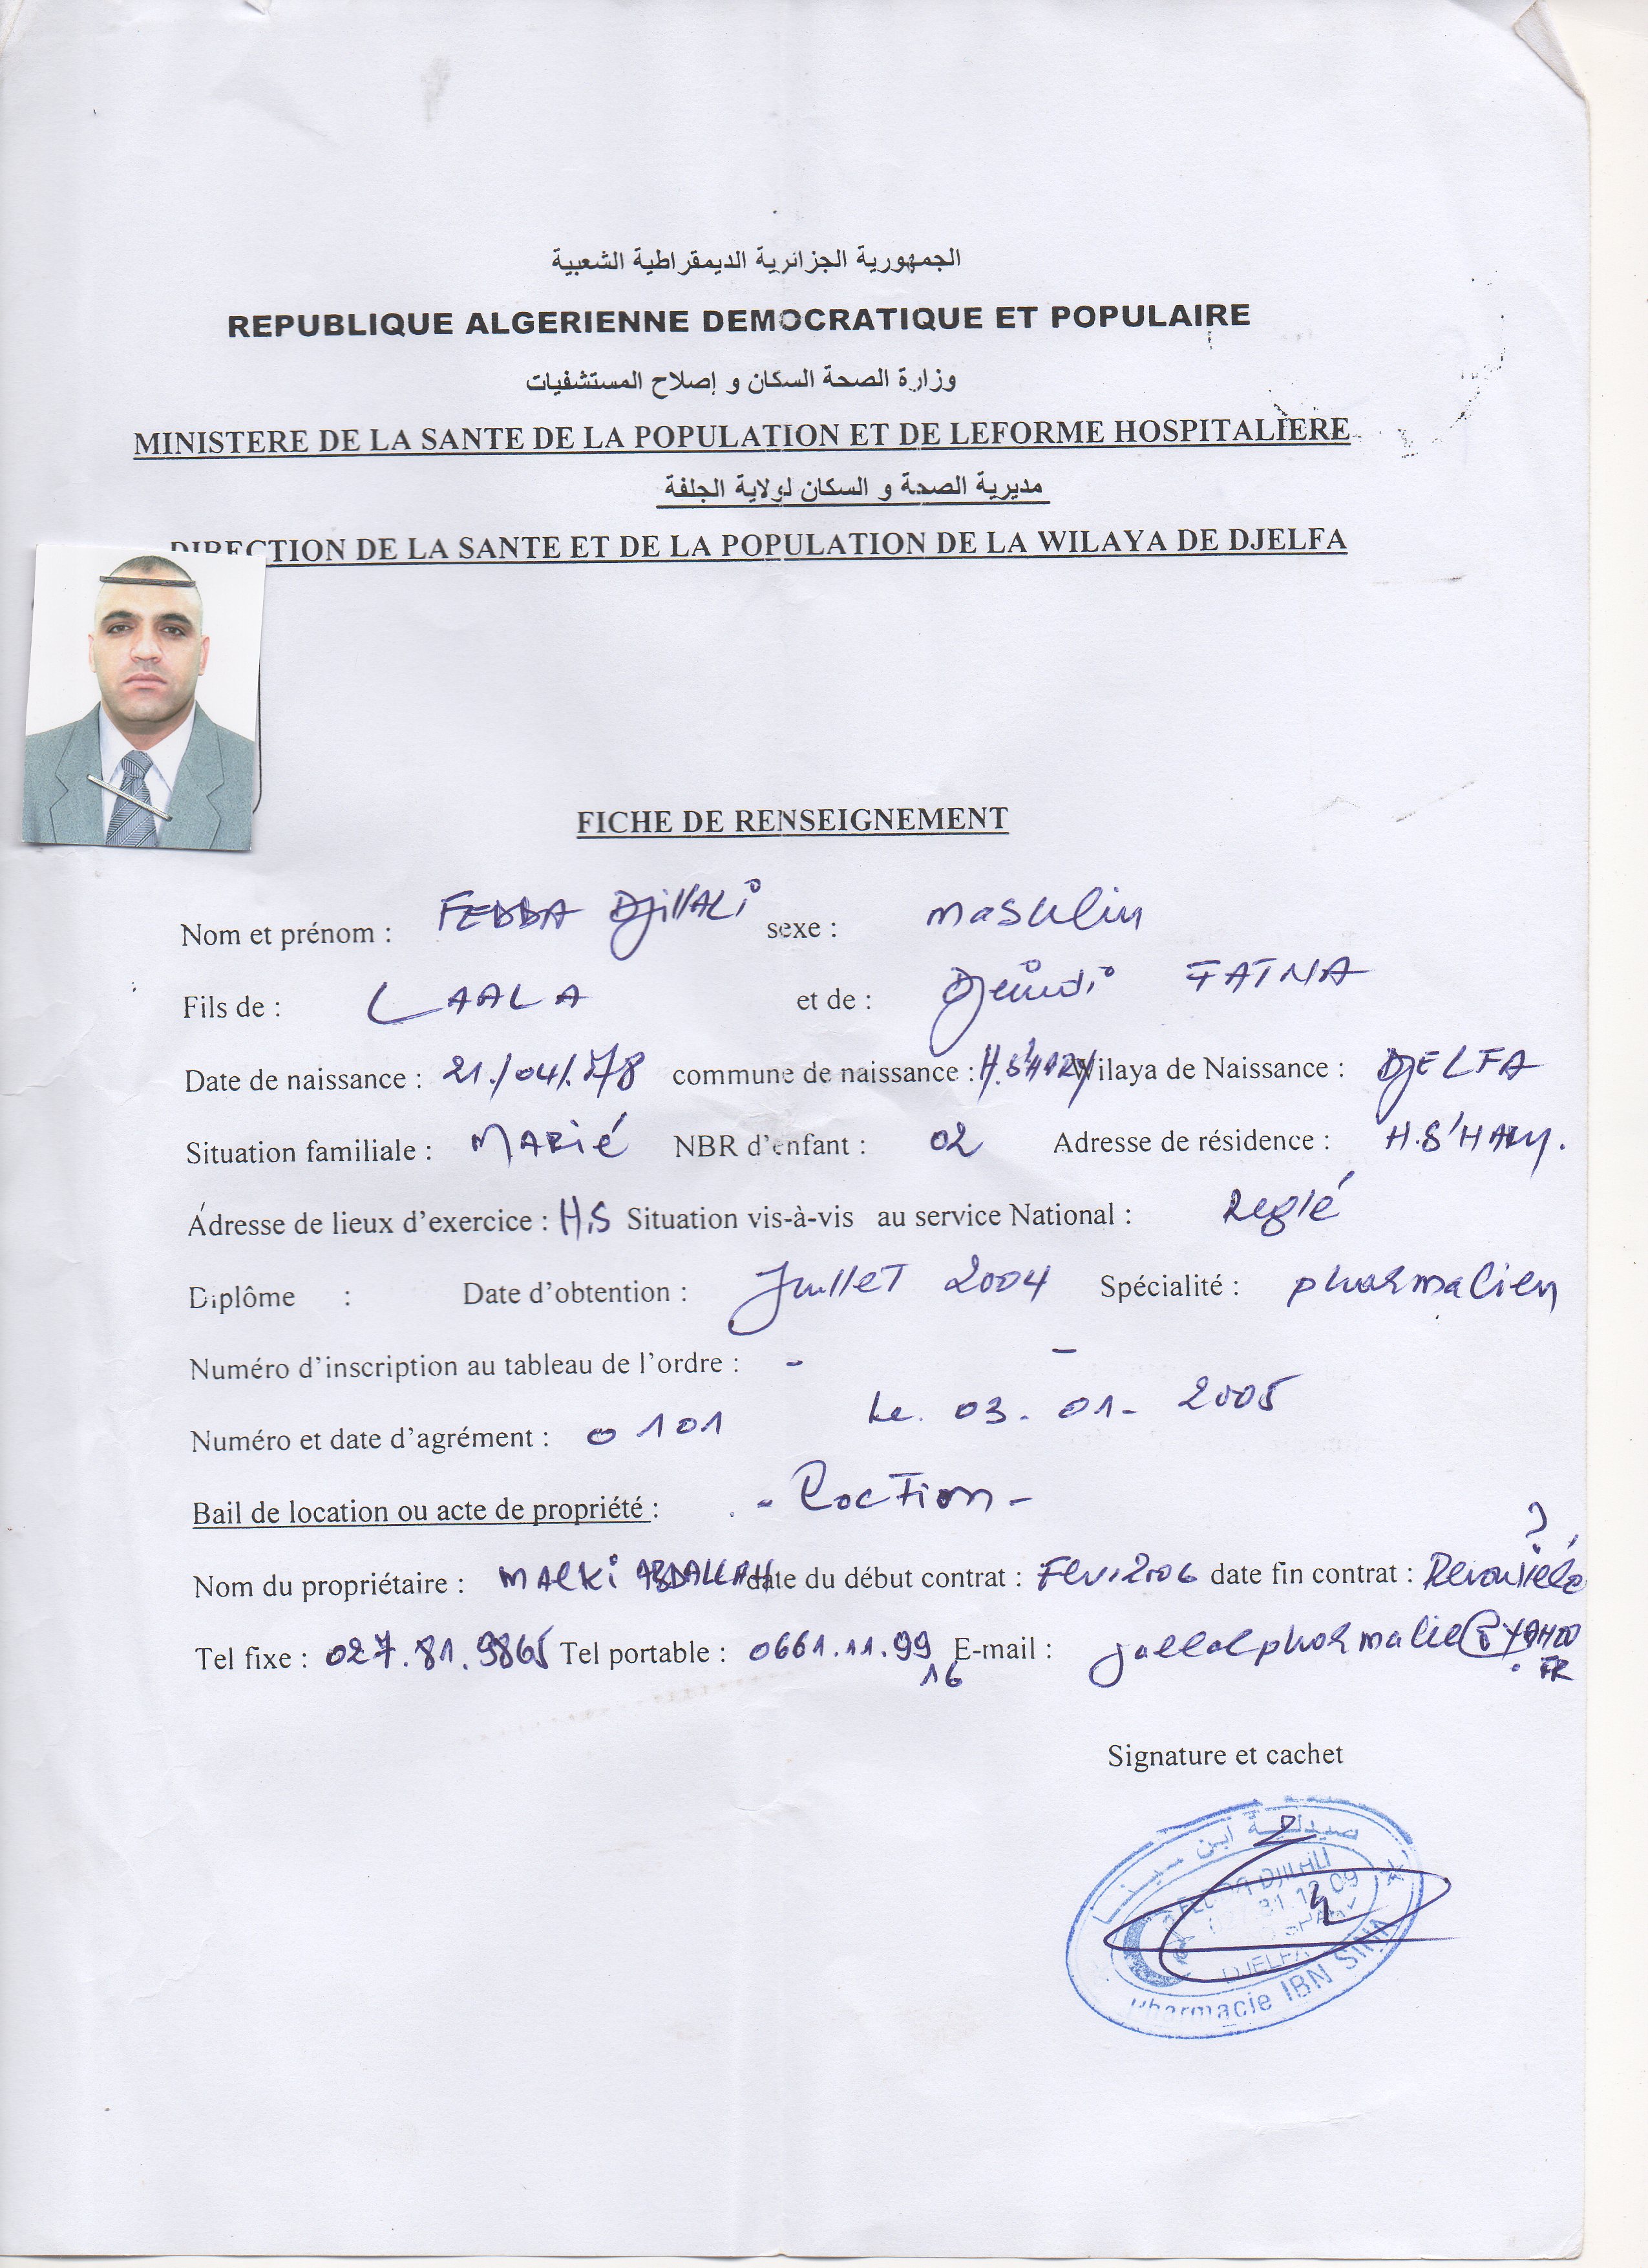 الجمهورية الجزائرية الديمقراطية الشعبية
REPUBLIQUE ALGERIENNE DEMOCRATIQUE ET POPULAIRE
وزارة الصحة السكان و إصلاح المستشفيات
MINISTERE DE LA SANTE DE LA POPULATION ET DE LEFORME HOSPITALIERE
مديرية الصحة و السكان لولاية الجلفة
DIRECTION DE LA SANTE ET DE LA POPULATION DE LA WILAYA DE DJELFA
FICHE DE RENSEIGNEMENT
Nom et prénom : FEDDA DjillALi sexe : masculin
Fils de : LAALA et de : Djeindi FATNA
Date de naissance : 21/04/78 commune de naissance : H.S'HARY Wilaya de Naissance : DJELFA
Situation familiale : MARié NBR d'enfant : 02 Adresse de résidence : H.S'HARY.
Adresse de lieux d'exercice : H.S Situation vis-à-vis au service National : Reglé
Diplôme : Date d'obtention : JuilleT 2004 Spécialité : pharmacien
Numéro d'inscription au tableau de l'ordre : - -
Numéro et date d'agrément : 0101 Le. 03. 01- 2005
Bail de location ou acte de propriété : - LocTion -
Nom du propriétaire : MAlKi ABDALLAH date du début contrat : FEv.2006 date fin contrat : ?
Tel fixe : 027.81.9865 Tel portable : 0661.11.99 16 E-mail : jallalpharmacie@YAHOO.FR
Signature et cachet
صيدلية ابن سينا
DJILALI
81.12.09
DJELFA
Pharmacie IBN SINA